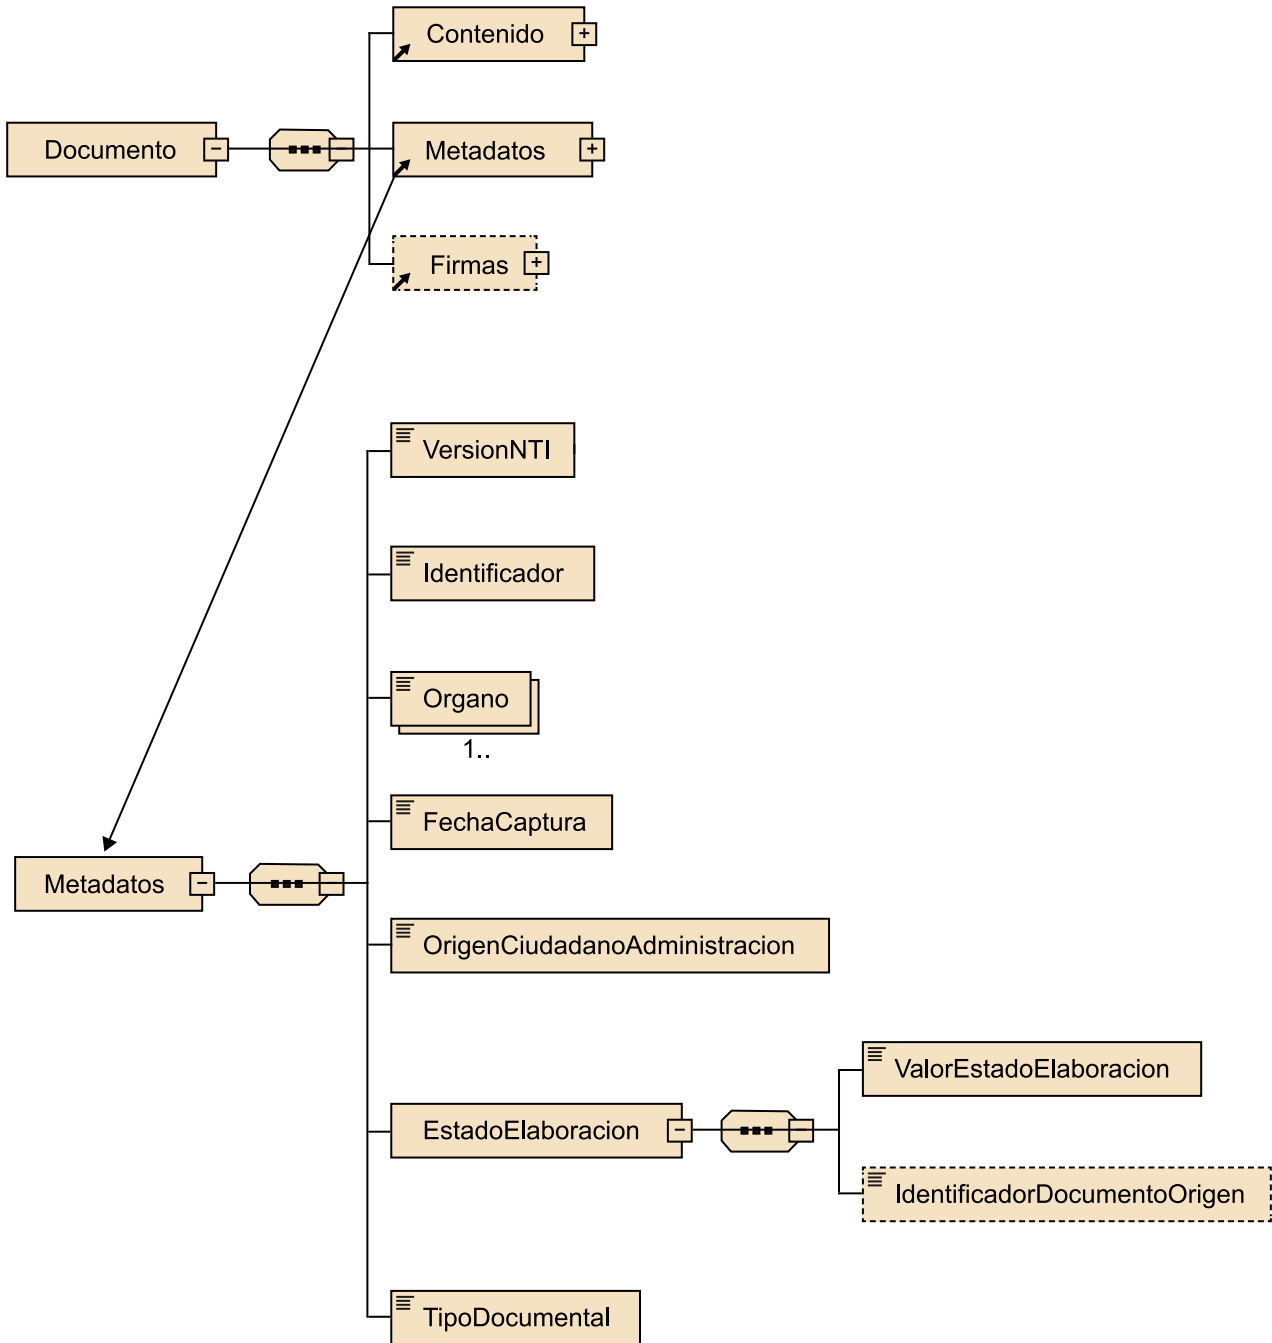 Contenido
Documento
Metadatos
Firmas
VersionNTI
Identificador
Organo
1..
FechaCaptura
Metadatos
OrigenCiudadanoAdministracion
ValorEstadoElaboracion
EstadoElaboracion
IdentificadorDocumentoOrigen
TipoDocumental